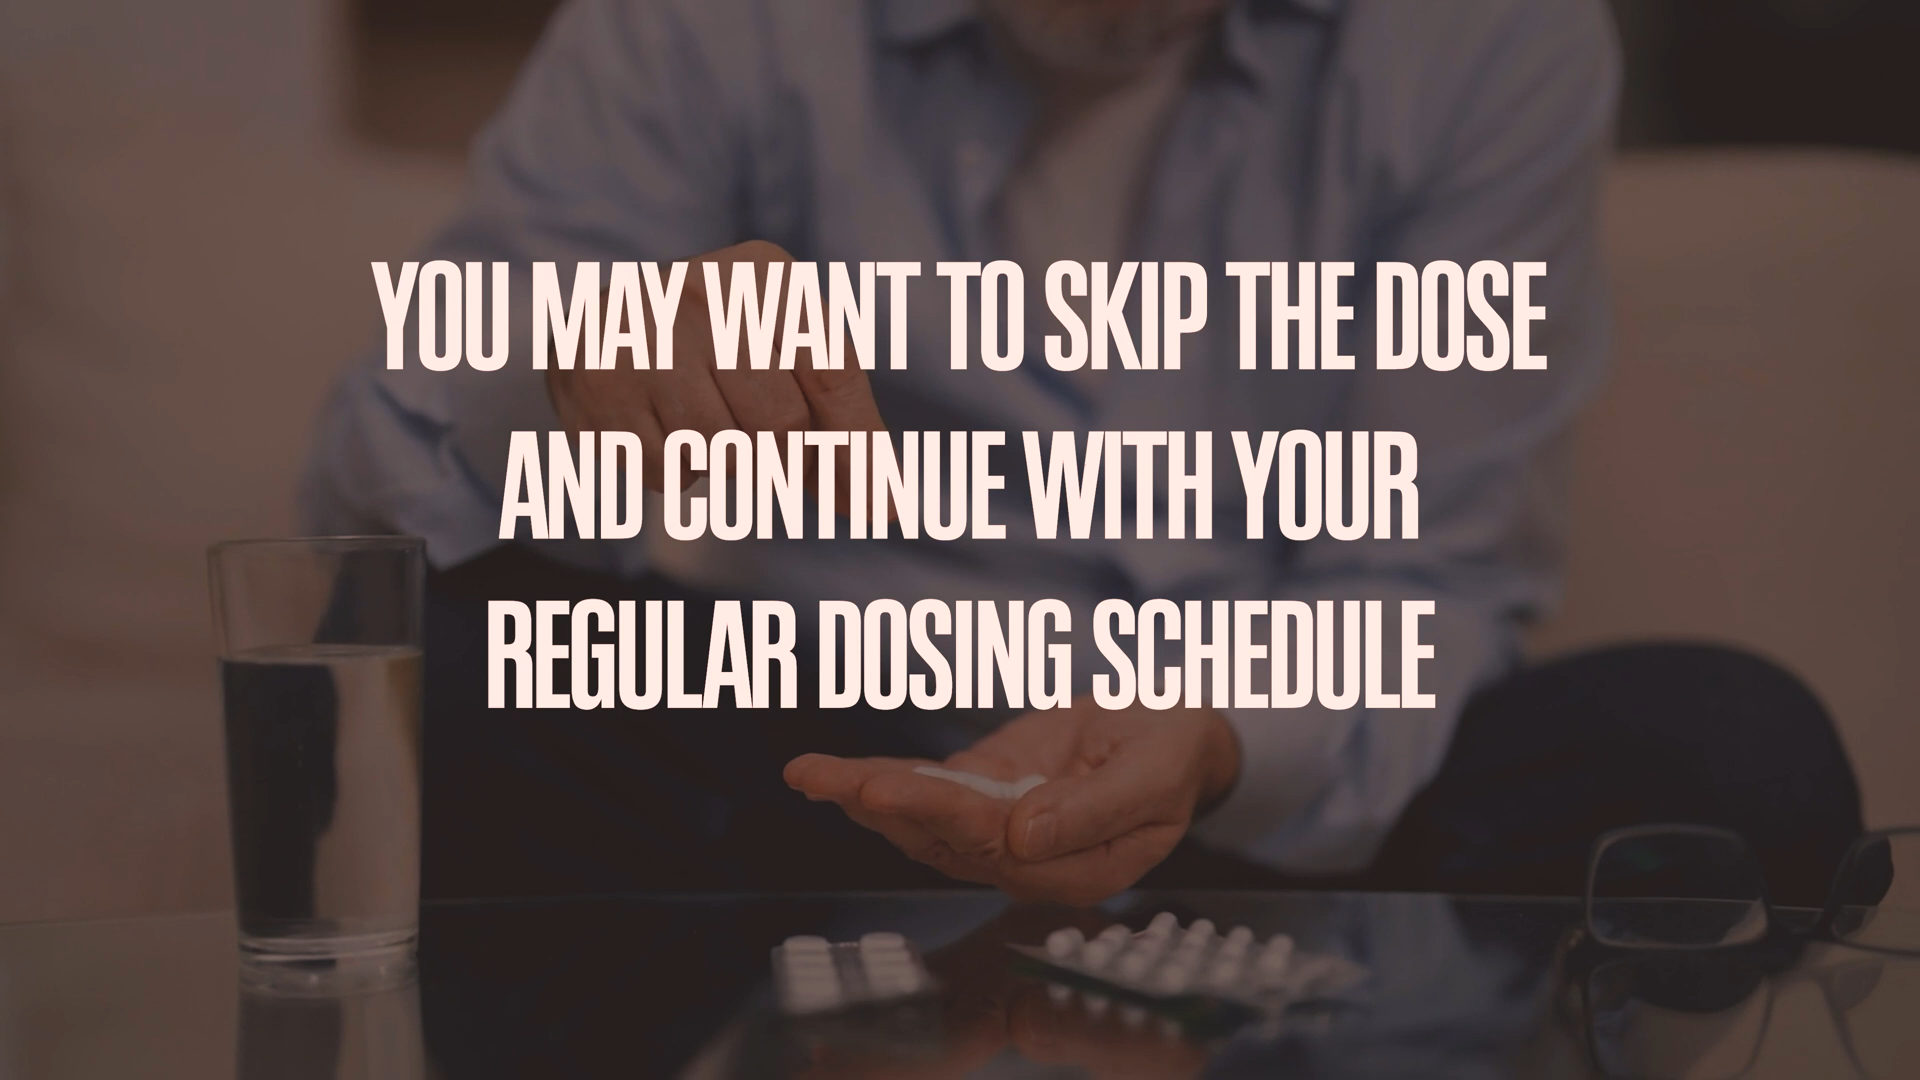 YOU MAY WANT TO SKIP THE DOSE
AND CONTINUE WITH YOUR
REGULAR DOSING SCHEDULE